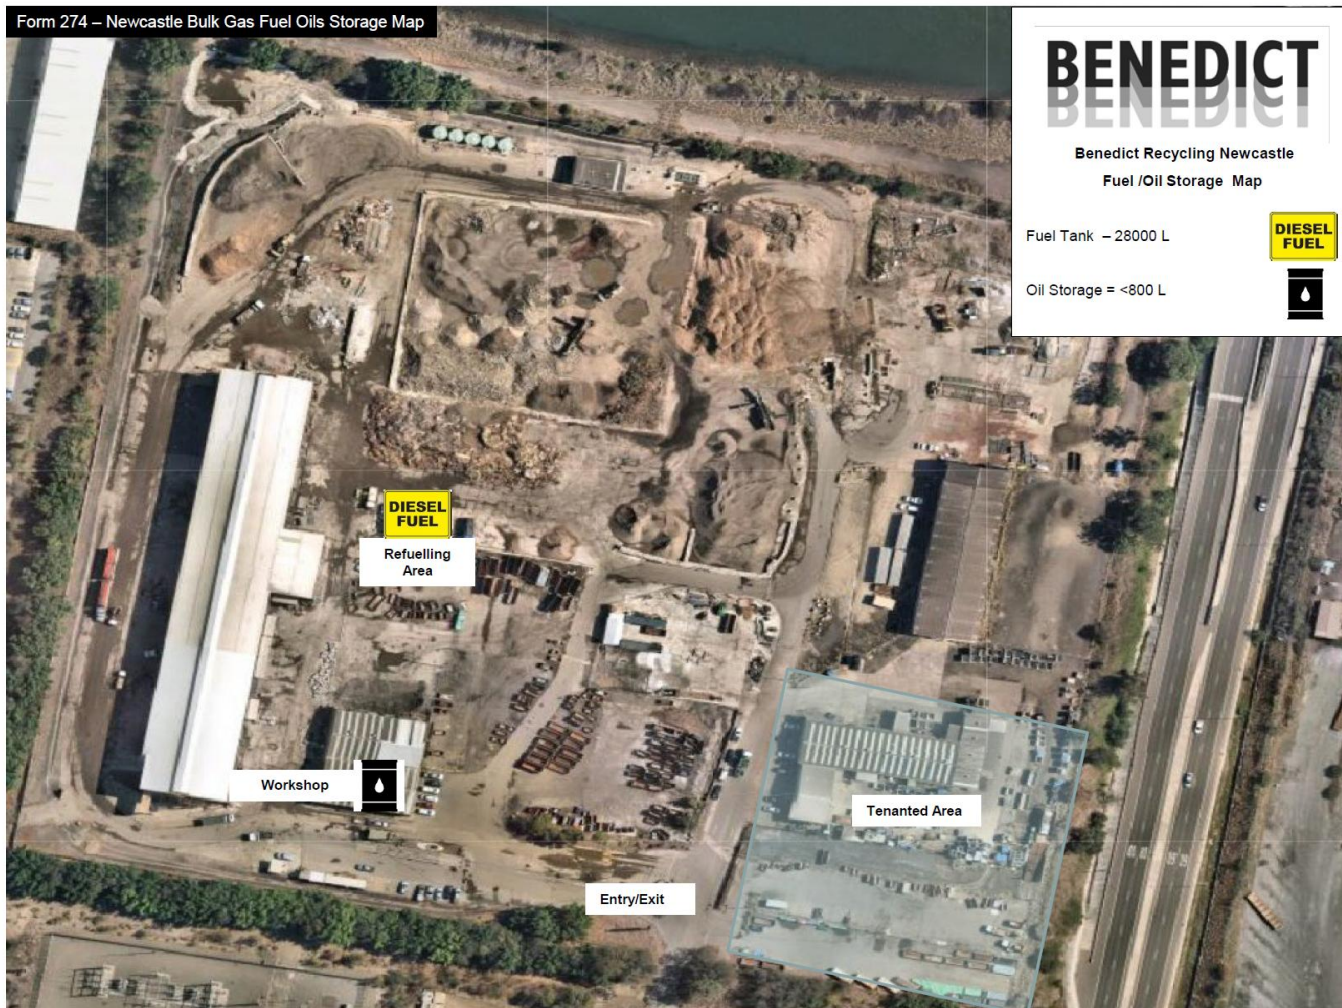 Form 274 – Newcastle Bulk Gas Fuel Oils Storage Map
BENEDICT
Benedict Recycling Newcastle
Fuel /Oil Storage Map
Fuel Tank – 28000 L
DIESEL
FUEL
Oil Storage = <800 L
DIESEL
FUEL
Refuelling
Area
Workshop
Tenanted Area
Entry/Exit